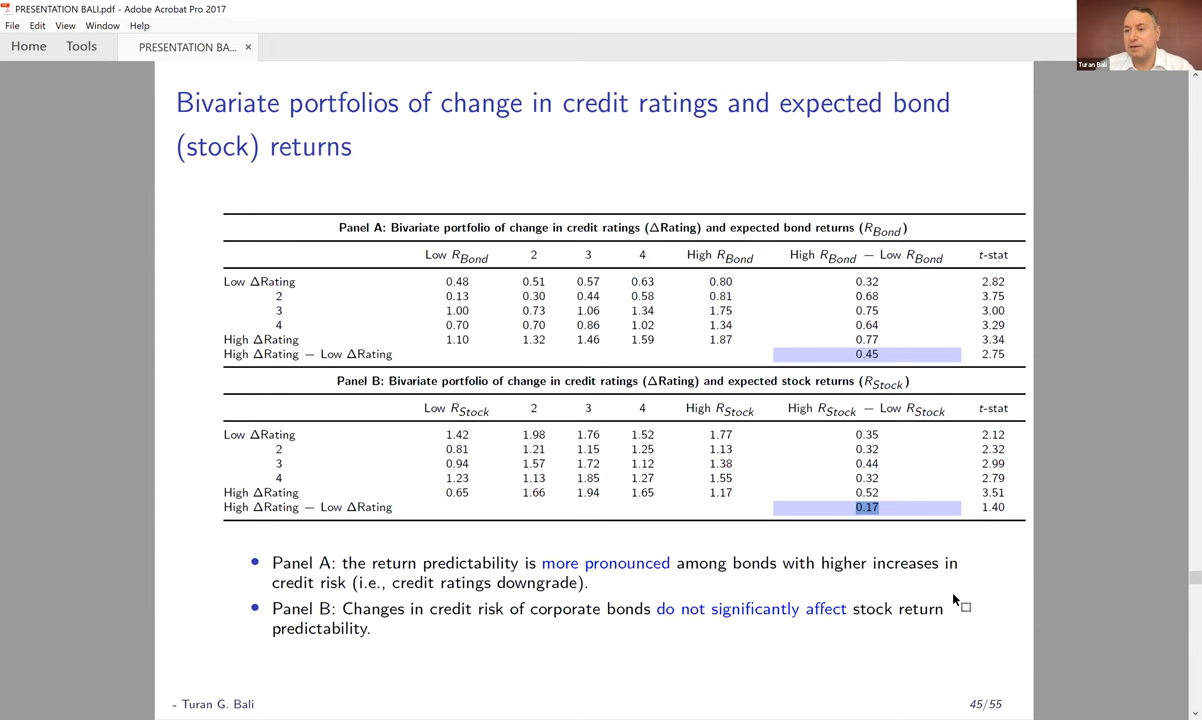 PRESENTATION BALI.pdf - Adobe Acrobat Pro 2017
File Edit View Window Help
Home Tools PRESENTATION BA... ×
Turan Bali
Bivariate portfolios of change in credit ratings and expected bond
(stock) returns
Panel A: Bivariate portfolio of change in credit ratings (ΔRating) and expected bond returns (R_Bond)
Low R_Bond 2 3 4 High R_Bond High R_Bond − Low R_Bond t-stat
Low ΔRating 0.48 0.51 0.57 0.63 0.80 0.32 2.82
2 0.13 0.30 0.44 0.58 0.81 0.68 3.75
3 1.00 0.73 1.06 1.34 1.75 0.75 3.00
4 0.70 0.70 0.86 1.02 1.34 0.64 3.29
High ΔRating 1.10 1.32 1.46 1.59 1.87 0.77 3.34
High ΔRating − Low ΔRating 0.45 2.75
Panel B: Bivariate portfolio of change in credit ratings (ΔRating) and expected stock returns (R_Stock)
Low R_Stock 2 3 4 High R_Stock High R_Stock − Low R_Stock t-stat
Low ΔRating 1.42 1.98 1.76 1.52 1.77 0.35 2.12
2 0.81 1.21 1.15 1.25 1.13 0.32 2.32
3 0.94 1.57 1.72 1.12 1.38 0.44 2.99
4 1.23 1.13 1.85 1.27 1.55 0.32 2.79
High ΔRating 0.65 1.66 1.94 1.65 1.17 0.52 3.51
High ΔRating − Low ΔRating 0.17 1.40
• Panel A: the return predictability is more pronounced among bonds with higher increases in
credit risk (i.e., credit ratings downgrade).
• Panel B: Changes in credit risk of corporate bonds do not significantly affect stock return
predictability.
- Turan G. Bali 45/55